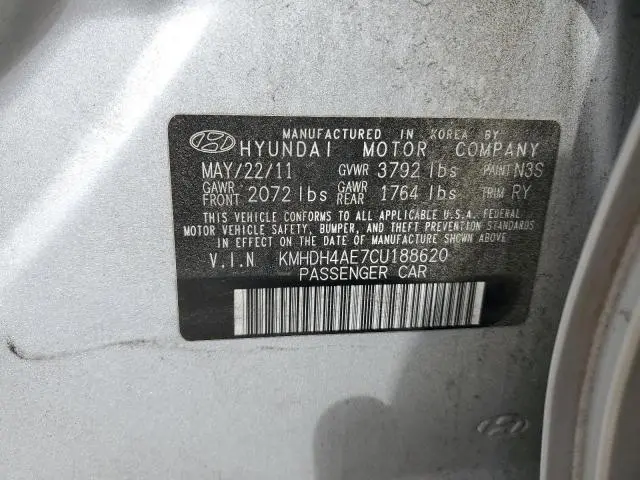 MANUFACTURED IN KOREA BY
HYUNDAI MOTOR COMPANY
MAY/22/11 GVWR 3792 lbs PAINT N3S
GAWR FRONT 2072 lbs GAWR REAR 1764 lbs TRIM RY
THIS VEHICLE CONFORMS TO ALL APPLICABLE U.S.A. FEDERAL
MOTOR VEHICLE SAFETY, BUMPER, AND THEFT PREVENTION STANDARDS
IN EFFECT ON THE DATE OF MANUFACTURE SHOWN ABOVE.
V.I.N KMHDH4AE7CU188620
PASSENGER CAR